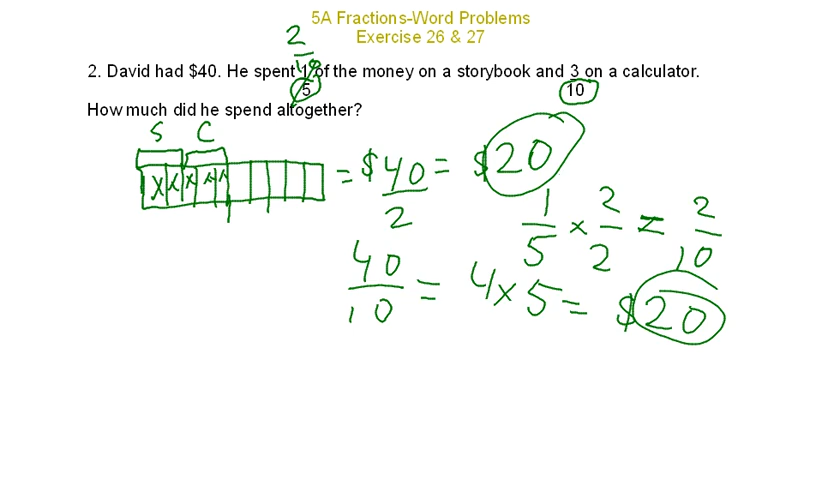 5A Fractions-Word Problems
Exercise 26 & 27
2
10
2. David had $40. He spent 1 of the money on a storybook and 3 on a calculator.
5 10
How much did he spend altogether?
S C
= $40 = $20
2
1 × 2 = 2
5 2 10
40 = 4 × 5 = $20
10